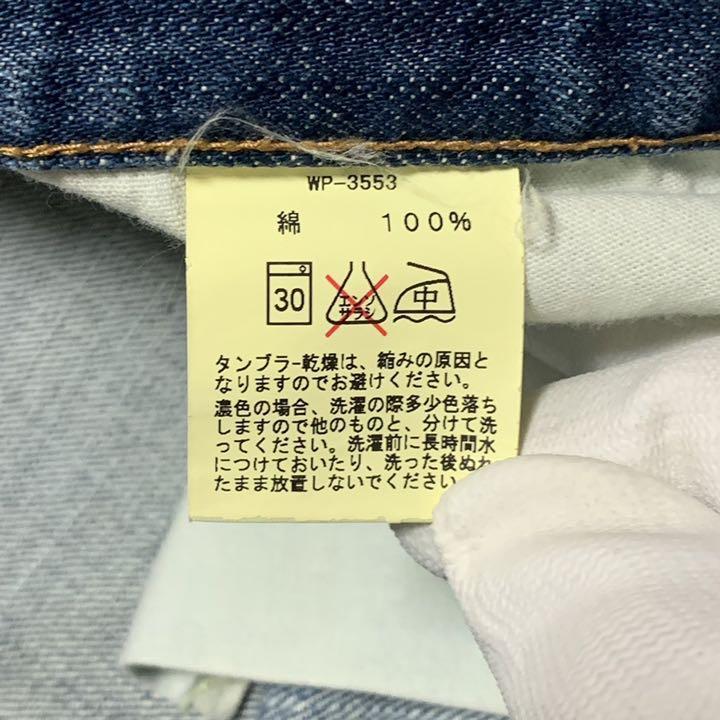 WP-3553
綿 100%
30 エンソ サラシ 中
タンブラー乾燥は、縮みの原因と
なりますのでお避けください。
濃色の場合、洗濯の際多少色落ち
しますので他のものと、分けて洗
ってください。洗濯前に長時間水
につけておいたり、洗った後ぬれ
たまま放置しないでください。